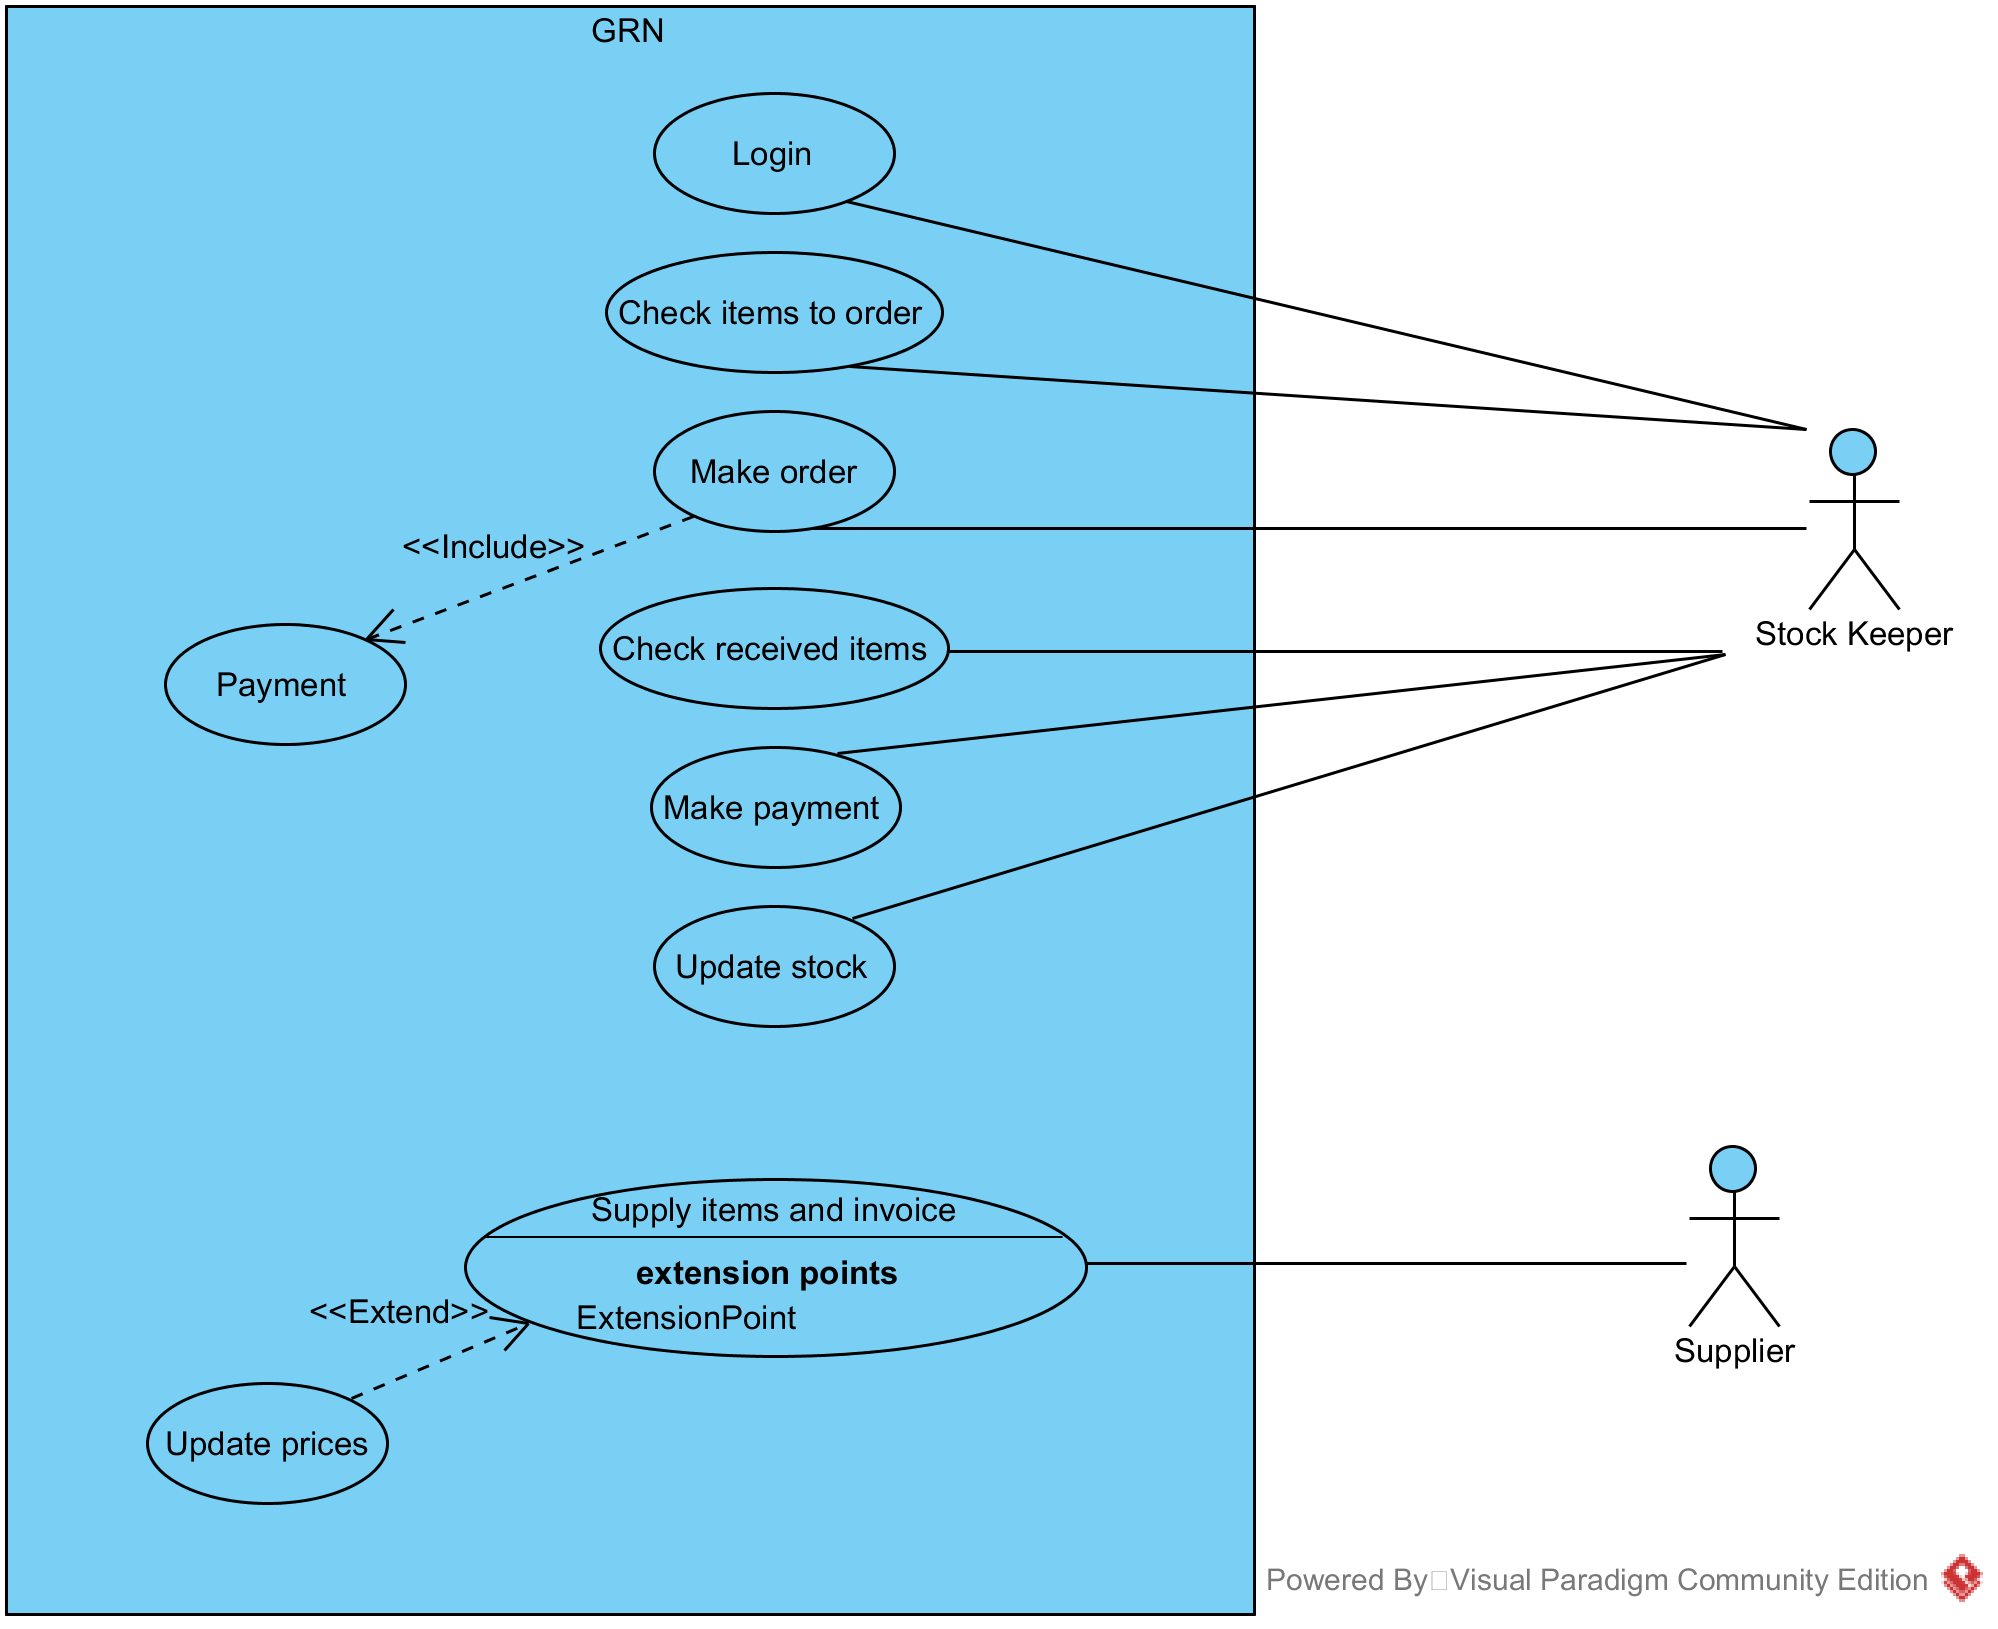 GRN
Login
Check items to order
Make order
<<Include>>
Stock Keeper
Check received items
Payment
Make payment
Update stock
Supply items and invoice
extension points
<<Extend>>
ExtensionPoint
Supplier
Update prices
Powered By Visual Paradigm Community Edition